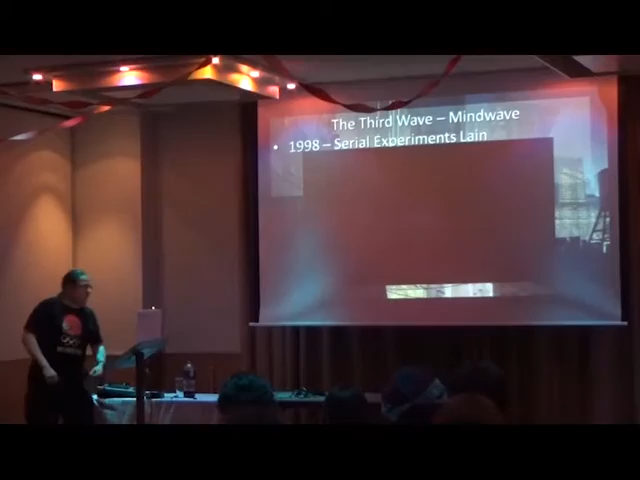 The Third Wave – Mindwave
• 1998 – Serial Experiments Lain